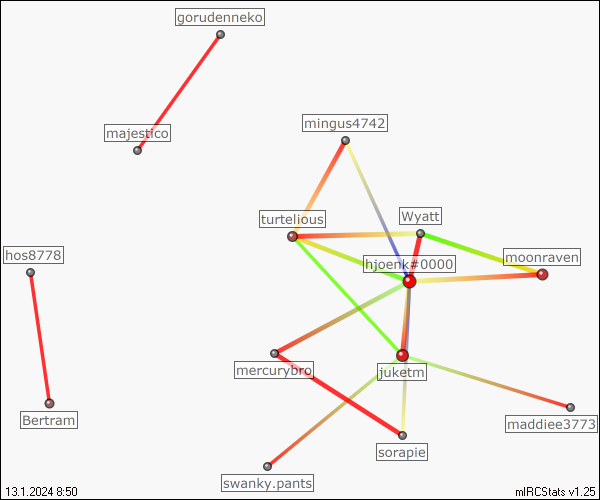 gorudenneko
majestico
mingus4742
turtelious
Wyatt
hos8778
hjoenk#0000
moonraven
mercurybro
juketm
Bertram
maddiee3773
sorapie
swanky.pants
13.1.2024 8:50
mIRCStats v1.25